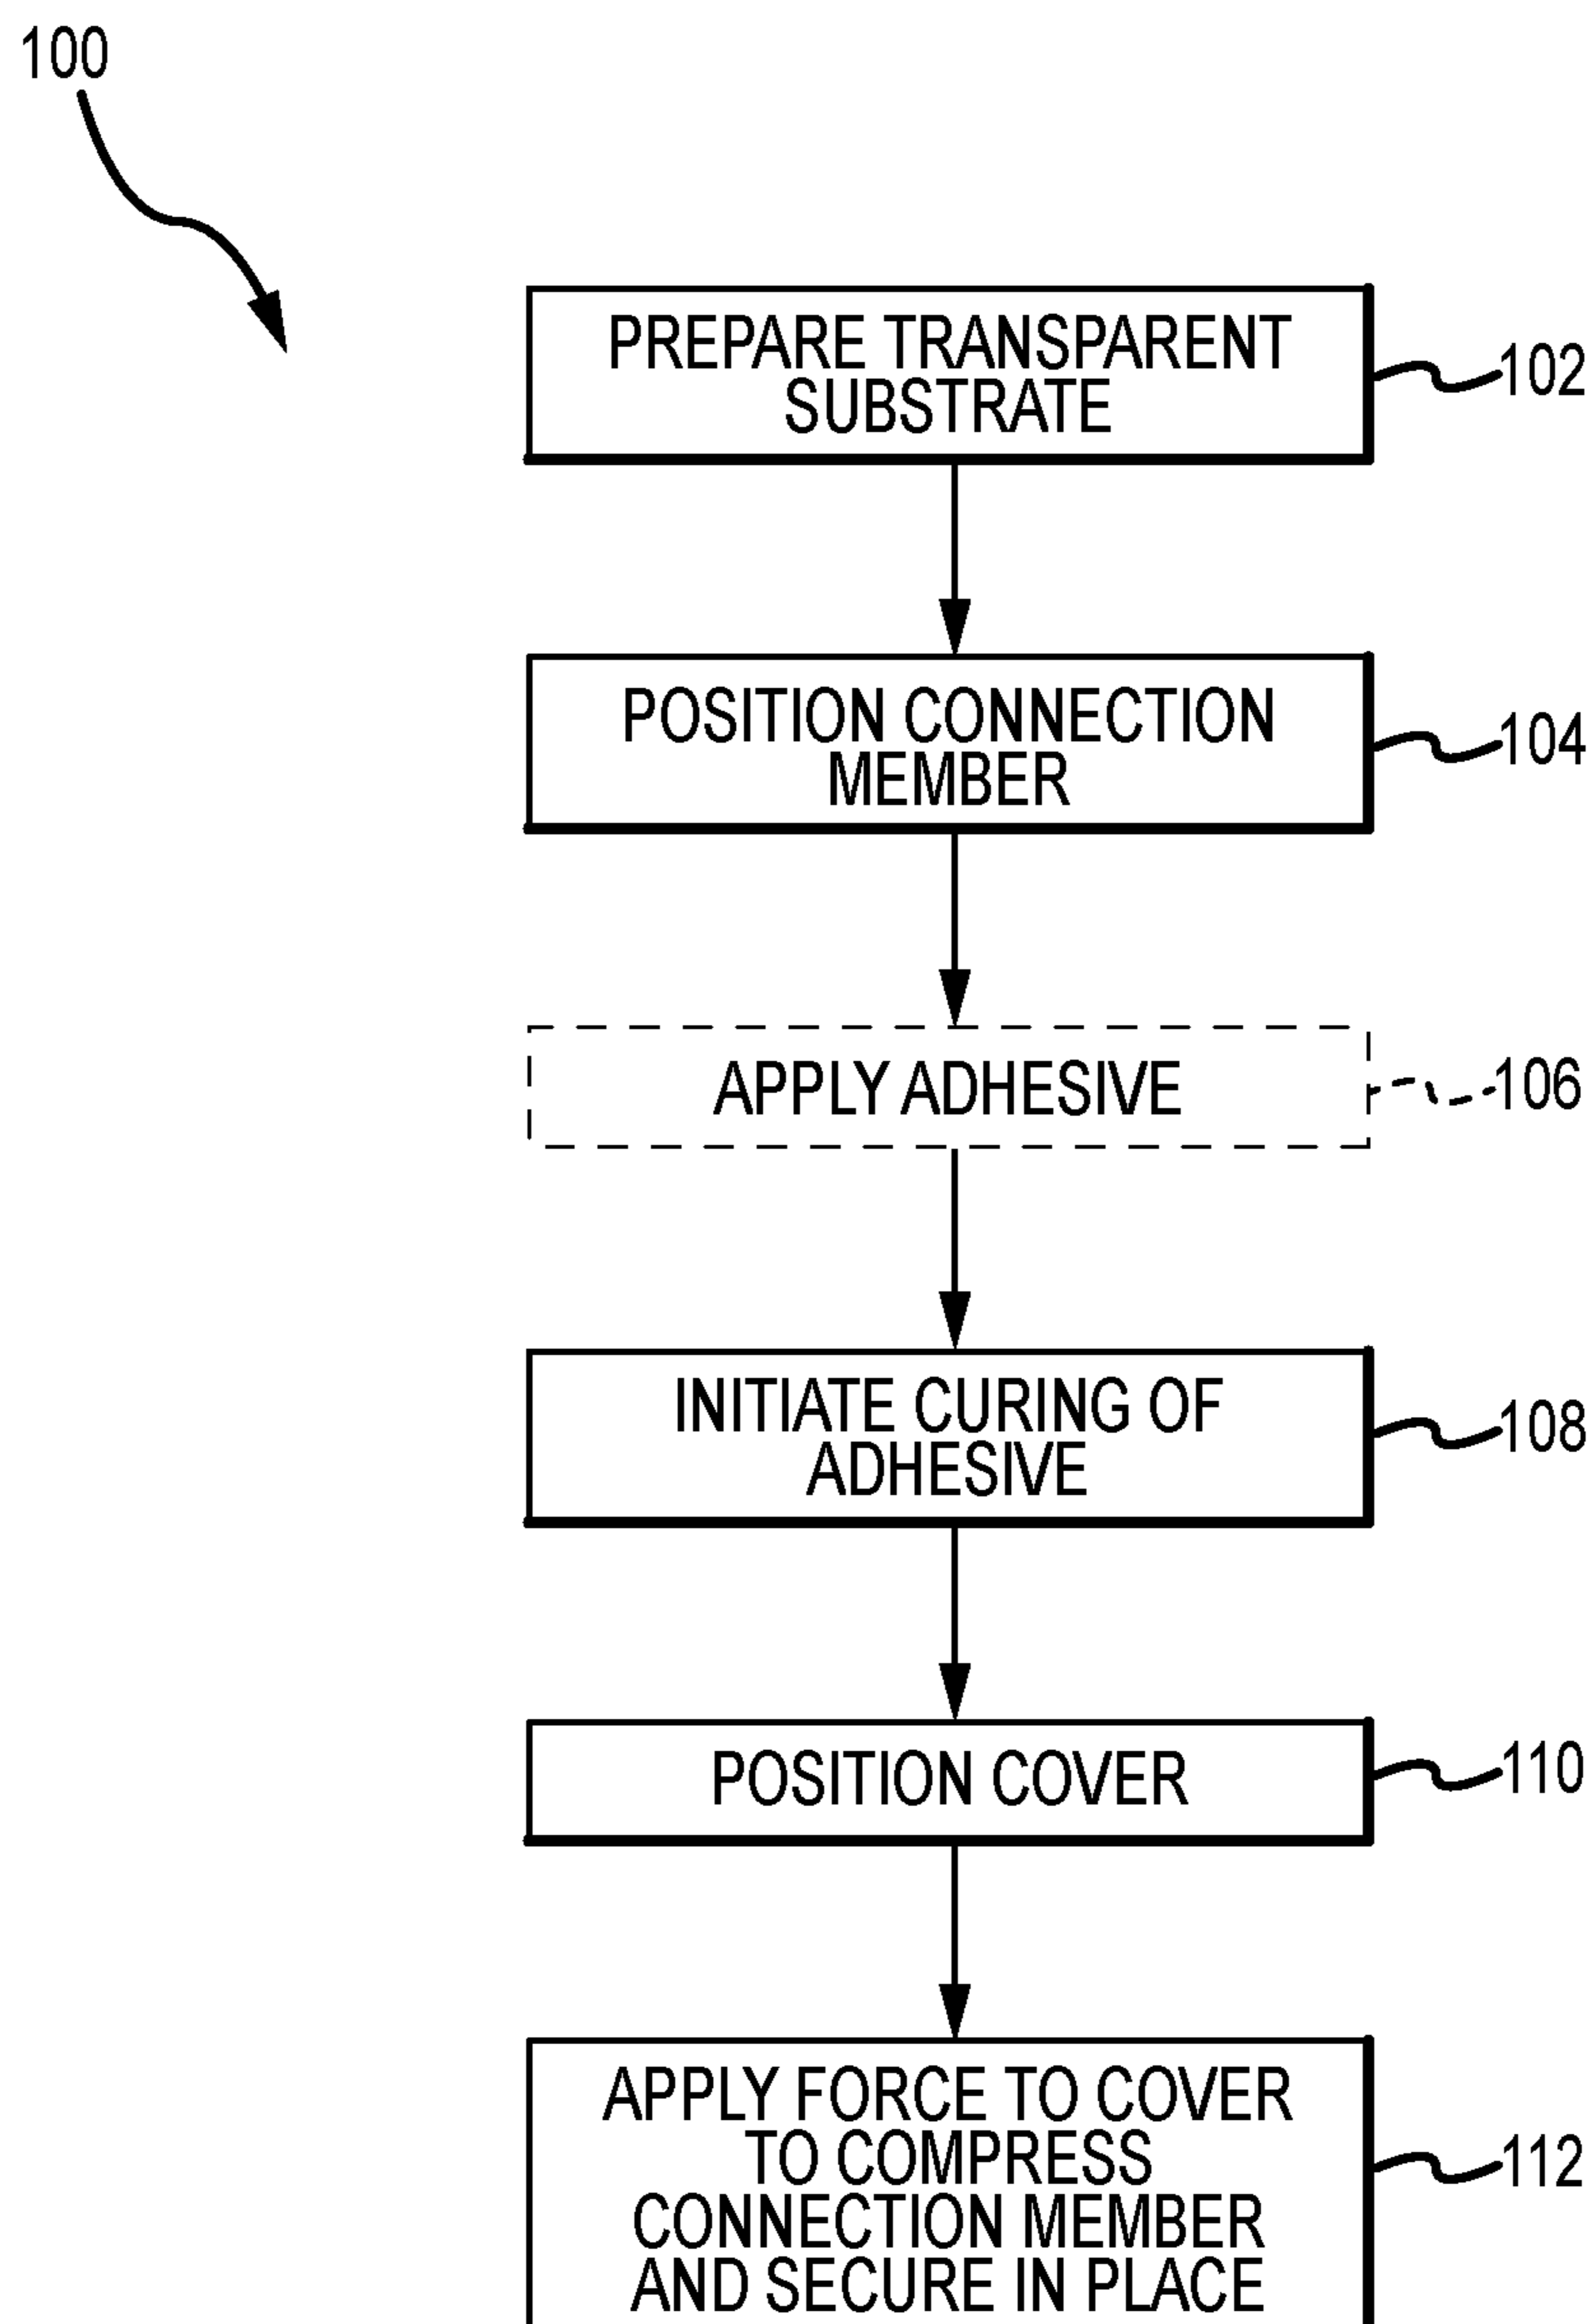 100
PREPARE TRANSPARENT
SUBSTRATE
102
POSITION CONNECTION
MEMBER
104
APPLY ADHESIVE
106
INITIATE CURING OF
ADHESIVE
108
POSITION COVER
110
APPLY FORCE TO COVER
TO COMPRESS
CONNECTION MEMBER
AND SECURE IN PLACE
112